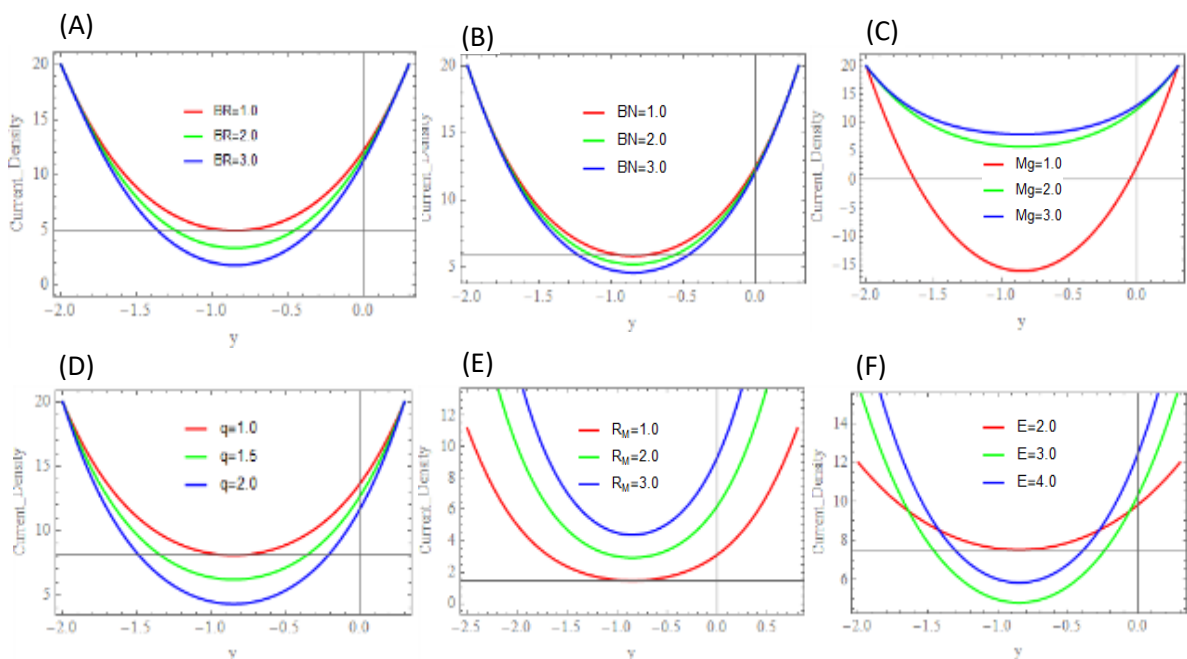 (A)
Current_Density
20
15
10
5
0
BR=1.0
BR=2.0
BR=3.0
-2.0 -1.5 -1.0 -0.5 0.0
y
(B)
Current_Density
20
15
10
5
BN=1.0
BN=2.0
BN=3.0
-2.0 -1.5 -1.0 -0.5 0.0
y
(C)
Current_Density
20
15
10
5
0
-5
-10
-15
Mg=1.0
Mg=2.0
Mg=3.0
-2.0 -1.5 -1.0 -0.5 0.0
y
(D)
Current_Density
20
15
10
5
q=1.0
q=1.5
q=2.0
-2.0 -1.5 -1.0 -0.5 0.0
y
(E)
Current_Density
12
10
8
6
4
2
0
R_M=1.0
R_M=2.0
R_M=3.0
-2.5 -2.0 -1.5 -1.0 -0.5 0.0 0.5
y
(F)
Current_Density
14
12
10
8
6
E=2.0
E=3.0
E=4.0
-2.0 -1.5 -1.0 -0.5 0.0
y